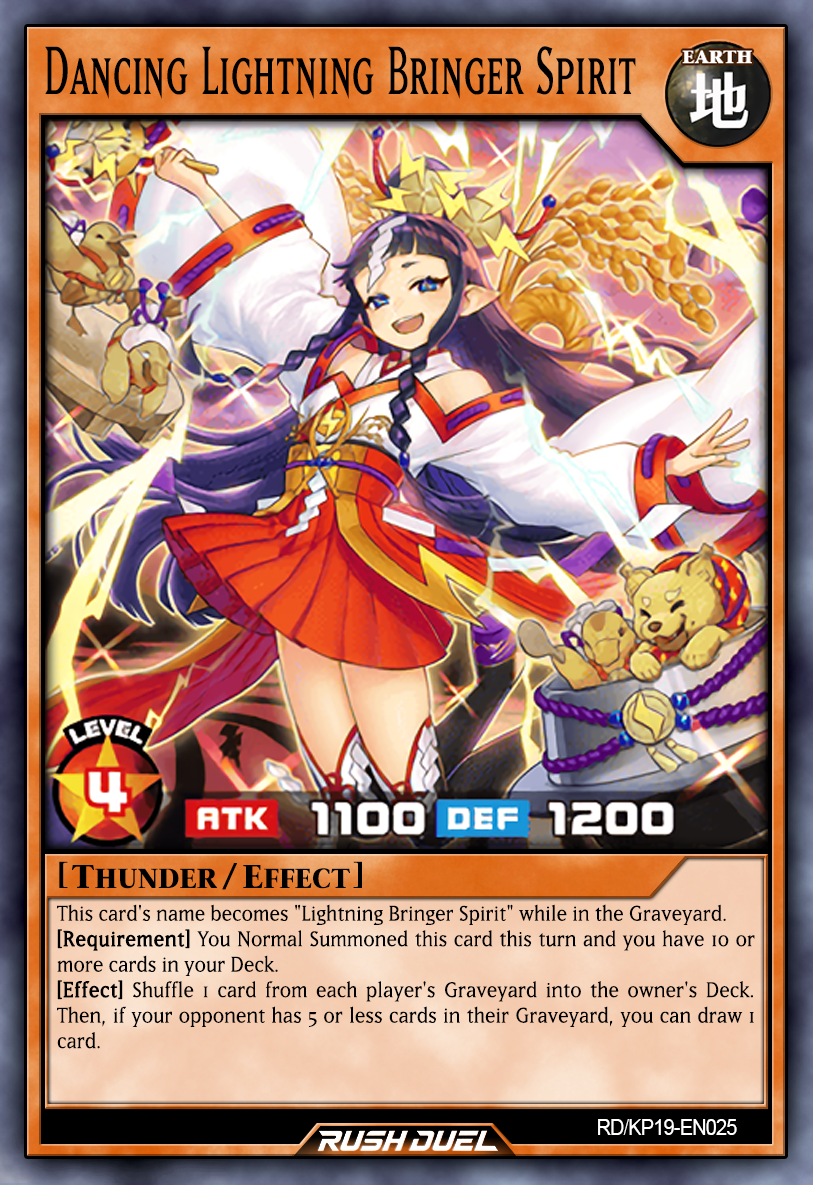 DANCING LIGHTNING BRINGER SPIRIT
EARTH
地
LEVEL
4
ATK 1100 DEF 1200
[THUNDER/EFFECT]
This card's name becomes "Lightning Bringer Spirit" while in the Graveyard.
[Requirement] You Normal Summoned this card this turn and you have 10 or
more cards in your Deck.
[Effect] Shuffle 1 card from each player's Graveyard into the owner's Deck.
Then, if your opponent has 5 or less cards in their Graveyard, you can draw 1
card.
RD/KP19-EN025
RUSH DUEL